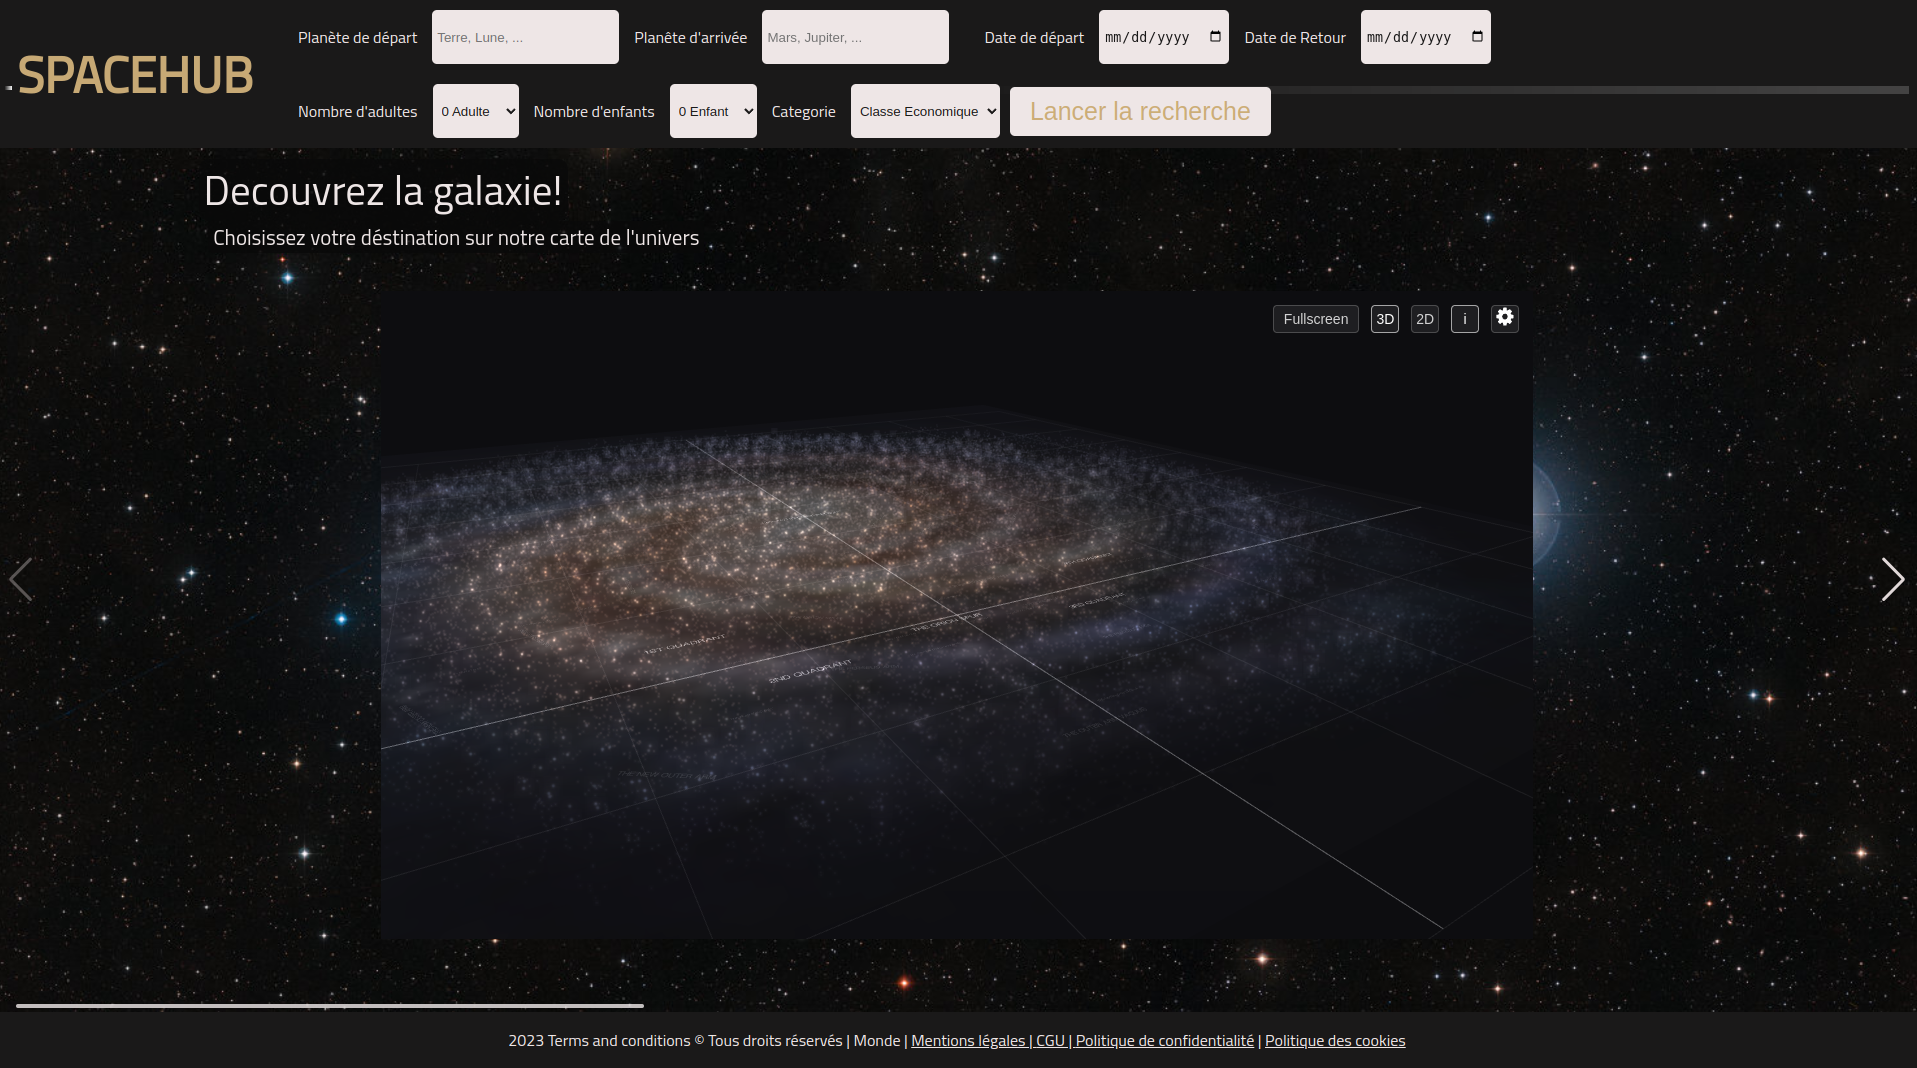 SPACEHUB
Planète de départ
Terre, Lune, ...
Planète d'arrivée
Mars, Jupiter, ...
Date de départ
mm/dd/yyyy
Date de Retour
mm/dd/yyyy
Nombre d'adultes
0 Adulte
Nombre d'enfants
0 Enfant
Categorie
Classe Economique
Lancer la recherche
Decouvrez la galaxie!
Choisissez votre déstination sur notre carte de l'univers
Fullscreen
3D
2D
i
3RD QUADRANT
THE ORION SPUR
1ST QUADRANT
2ND QUADRANT
2023 Terms and conditions © Tous droits réservés | Monde | Mentions légales | CGU | Politique de confidentialité | Politique des cookies